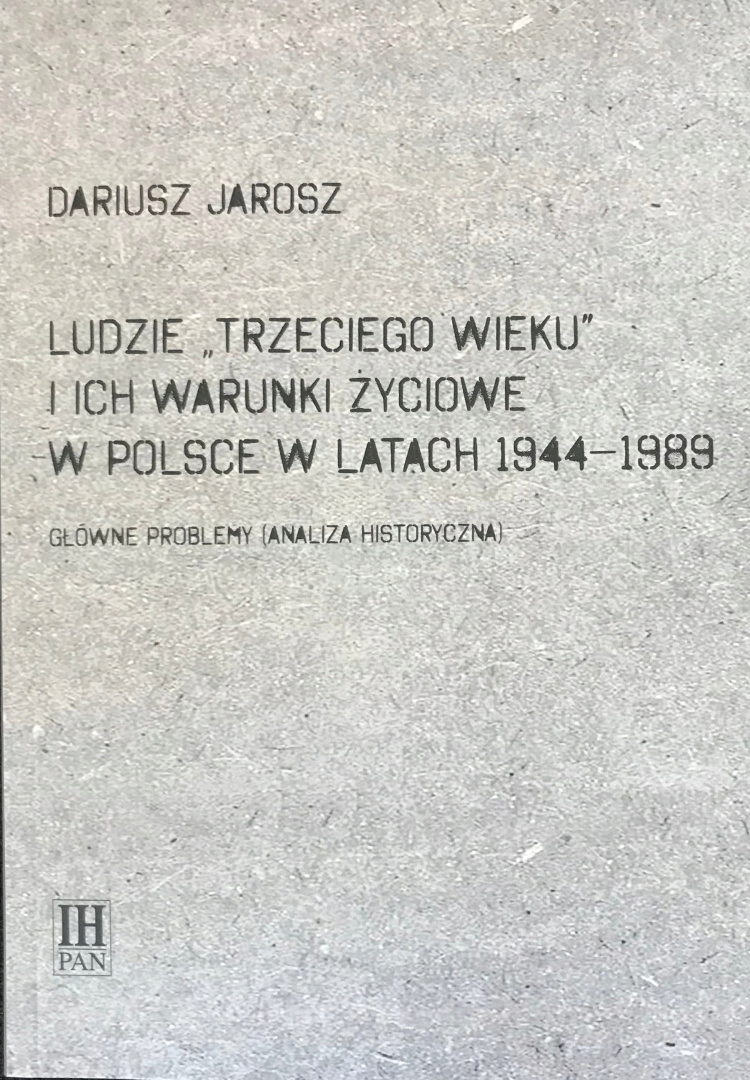 DARIUSZ JAROSZ
LUDZIE „TRZECIEGO WIEKU”
I ICH WARUNKI ŻYCIOWE
W POLSCE W LATACH 1944–1989
GŁÓWNE PROBLEMY (ANALIZA HISTORYCZNA)
IH
PAN